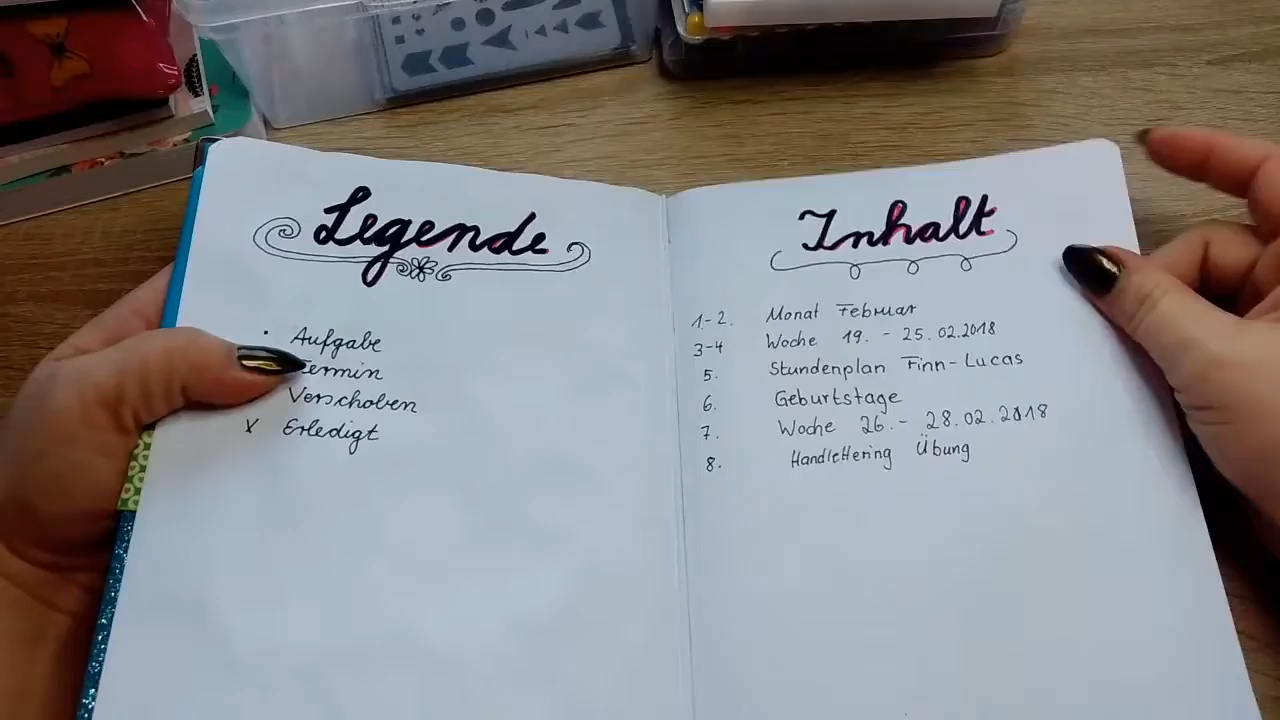 Legende
· Aufgabe
Termin
Verschoben
x Erledigt
Inhalt
1-2. Monat Februar
3-4 Woche 19. - 25.02.2018
5. Stundenplan Finn-Lucas
6. Geburtstage
7. Woche 26. - 28.02.2018
8. Handlettering Übung